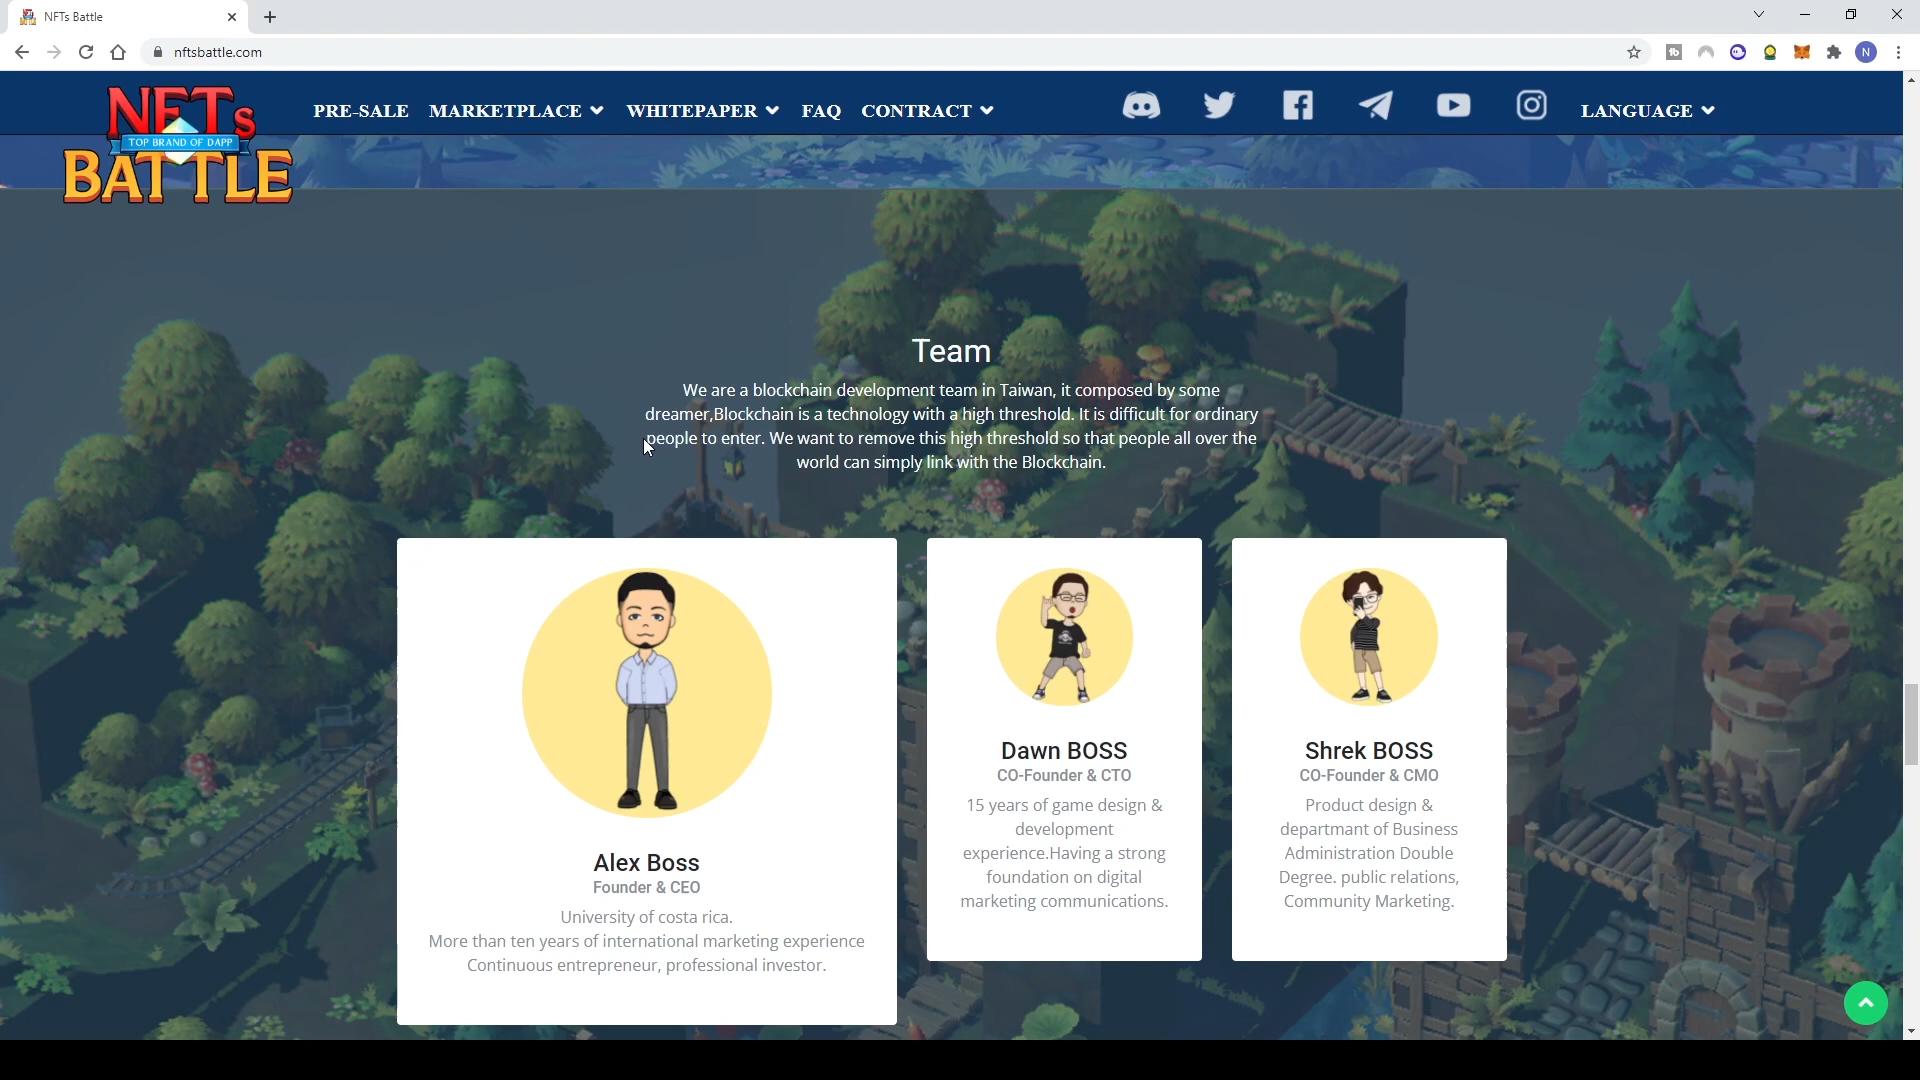 NFTs Battle
nftsbattle.com
N
NFTs
TOP BRAND OF DAPP
BATTLE
PRE-SALE MARKETPLACE WHITEPAPER FAQ CONTRACT LANGUAGE
Team
We are a blockchain development team in Taiwan, it composed by some
dreamer,Blockchain is a technology with a high threshold. It is difficult for ordinary
people to enter. We want to remove this high threshold so that people all over the
world can simply link with the Blockchain.
Alex Boss
Founder & CEO
University of costa rica.
More than ten years of international marketing experience
Continuous entrepreneur, professional investor.
Dawn BOSS
CO-Founder & CTO
15 years of game design &
development
experience.Having a strong
foundation on digital
marketing communications.
Shrek BOSS
CO-Founder & CMO
Product design &
departmant of Business
Administration Double
Degree. public relations,
Community Marketing.